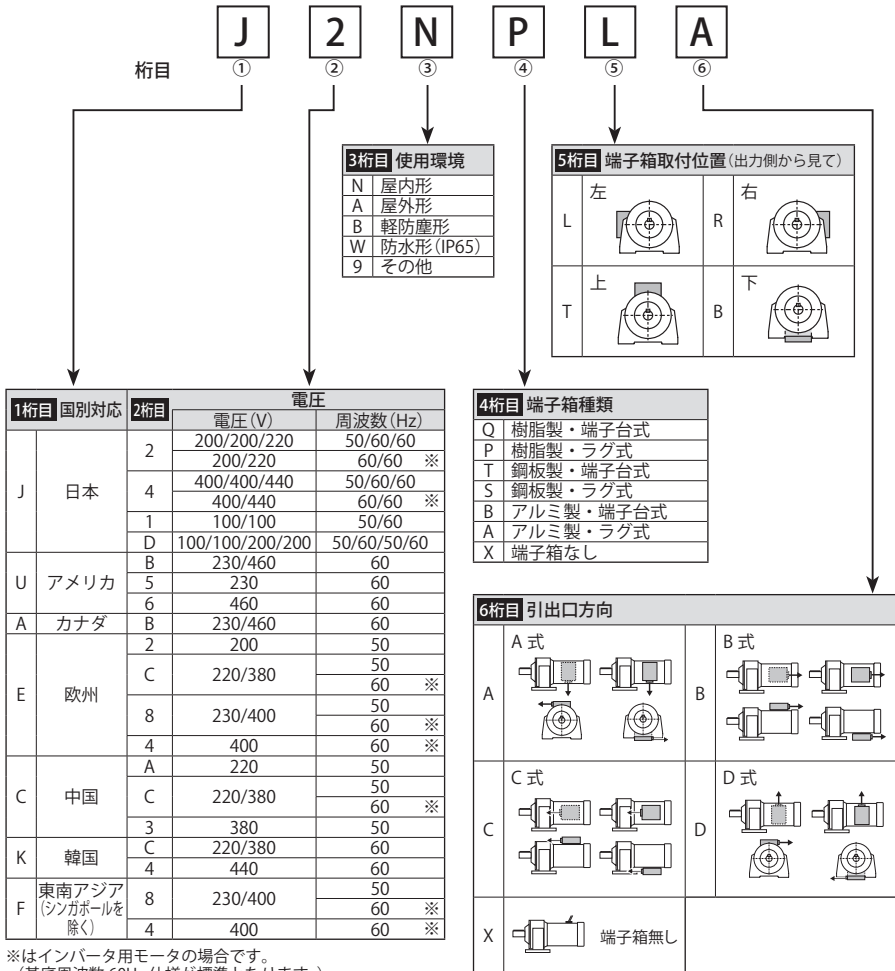 J 2 N P L A
桁目 ① ② ③ ④ ⑤ ⑥
3桁目 使用環境
N 屋内形
A 屋外形
B 軽防塵形
W 防水形(IP65)
9 その他
5桁目 端子箱取付位置(出力側から見て)
L 左 R 右
T 上 B 下
1桁目 国別対応 2桁目 電圧
電圧(V) 周波数(Hz)
J 日本 2 200/200/220 50/60/60
200/220 60/60 ※
4 400/400/440 50/60/60
400/440 60/60 ※
1 100/100 50/60
D 100/100/200/200 50/60/50/60
U アメリカ B 230/460 60
5 230 60
6 460 60
A カナダ B 230/460 60
E 欧州 2 200 50
C 220/380 50
60 ※
8 230/400 50
60 ※
4 400 60 ※
C 中国 A 220 50
C 220/380 50
60 ※
3 380 50
K 韓国 C 220/380 60
4 440 60
F 東南アジア(シンガポールを除く) 8 230/400 50
60 ※
4 400 60 ※
※はインバータ用モータの場合です。
4桁目 端子箱種類
Q 樹脂製・端子台式
P 樹脂製・ラグ式
T 鋼板製・端子台式
S 鋼板製・ラグ式
B アルミ製・端子台式
A アルミ製・ラグ式
X 端子箱なし
6桁目 引出口方向
A A式 B B式
C C式 D D式
X 端子箱無し